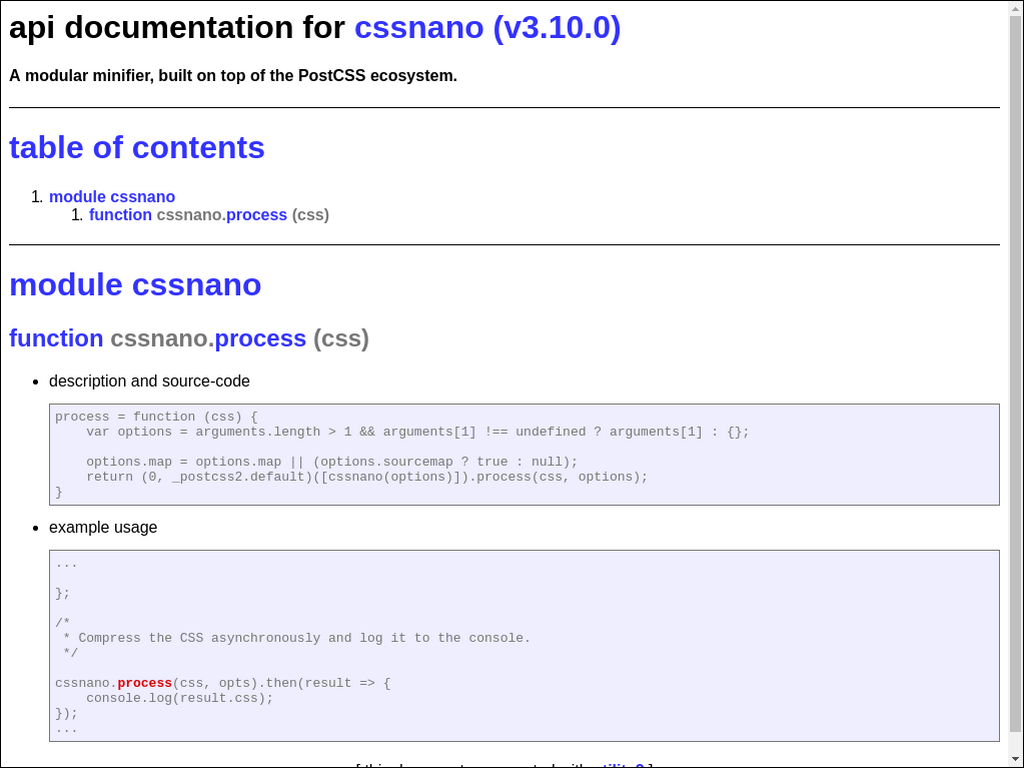 api documentation for cssnano (v3.10.0)
A modular minifier, built on top of the PostCSS ecosystem.
table of contents
1. module cssnano
1. function cssnano.process (css)
module cssnano
function cssnano.process (css)
• description and source-code
process = function (css) {
    var options = arguments.length > 1 && arguments[1] !== undefined ? arguments[1] : {};
    options.map = options.map || (options.sourcemap ? true : null);
    return (0, _postcss2.default)([cssnano(options)]).process(css, options);
}
• example usage
...
};
/*
 * Compress the CSS asynchronously and log it to the console.
 */
cssnano.process(css, opts).then(result => {
    console.log(result.css);
});
...